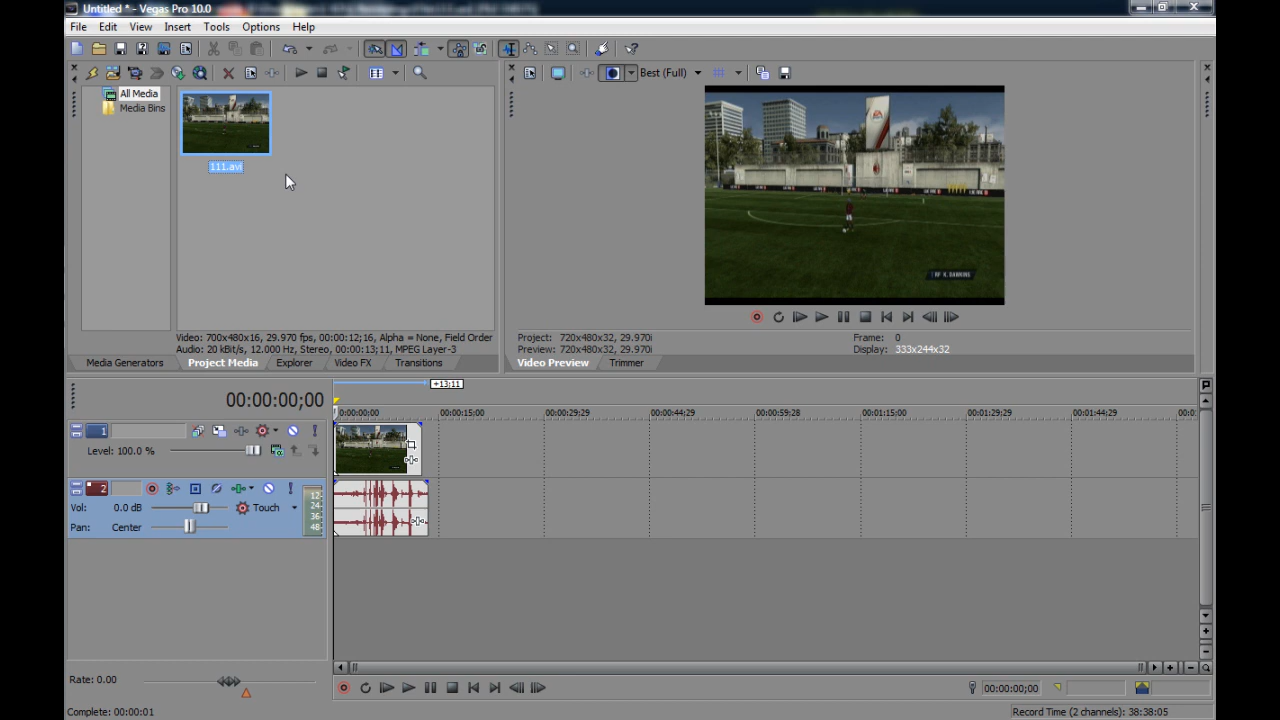 Untitled * - Vegas Pro 10.0
File Edit View Insert Tools Options Help
Best (Full)
All Media
Media Bins
111.avi
Video: 700x480x16, 29.970 fps, 00:00:12;16, Alpha = None, Field Order
Audio: 20 kBit/s, 12.000 Hz, Stereo, 00:00:13;11, MPEG Layer-3
Media Generators Project Media Explorer Video FX Transitions
EA
Project: 720x480x32, 29.970i
Preview: 720x480x32, 29.970i
Frame: 0
Display: 333x244x32
Video Preview Trimmer
00:00:00;00
+13;11
0:00:00:00 00:00:15;00 00:00:29;29 00:00:44;29 00:00:59;28 00:01:15;00 00:01:29;29 00:01:44;29 00:0
1
Level: 100.0 %
2
Vol: 0.0 dB Touch
Pan: Center
12
24
36
48
Rate: 0.00
00:00:00;00
Complete: 00:00:01
Record Time (2 channels): 38:38:05